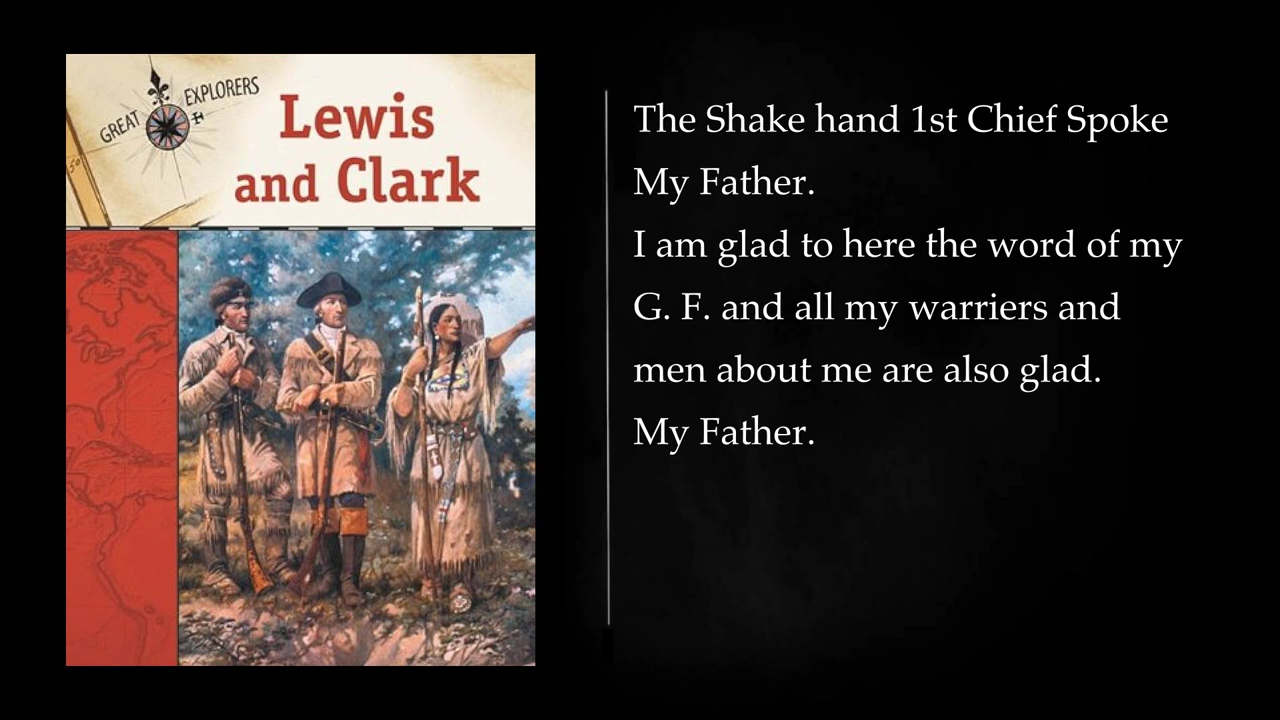 GREAT EXPLORERS
Lewis
and Clark
50
The Shake hand 1st Chief Spoke
My Father.
I am glad to here the word of my
G. F. and all my warriers and
men about me are also glad.
My Father.